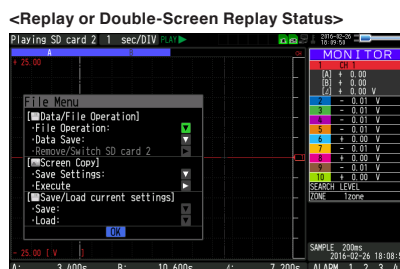 <Replay or Double-Screen Replay Status>
Playing SD card 2 1 sec/DIV PLAY▶
2016-02-26
18:09:50
A B
+ 25.00
MONITOR
1 CH 1
[A] + 0.00
[B] + 0.00
[⊿] + 0.00 V
2 - 0.01 V
3 - 0.01 V
4 - 0.01 V
5 - 0.01 V
6 + 0.00 V
7 - 0.01 V
8 + 0.00 V
9 - 0.01 V
10 + 0.00 V
SEARCH LEVEL
ZONE 1zone
File Menu
[Data/File Operation]
·File Operation:
·Data Save:
·Remove/Switch SD card 2
[Screen Copy]
·Save Settings:
·Execute
[Save/Load current settings]
·Save:
·Load:
OK
- 25.00 [ V ]
SAMPLE 200ms
2016-02-26 18:08:5
A: 3.400s B: 10.600s ⊿: 7.200s
ALARM 1 2 3 4